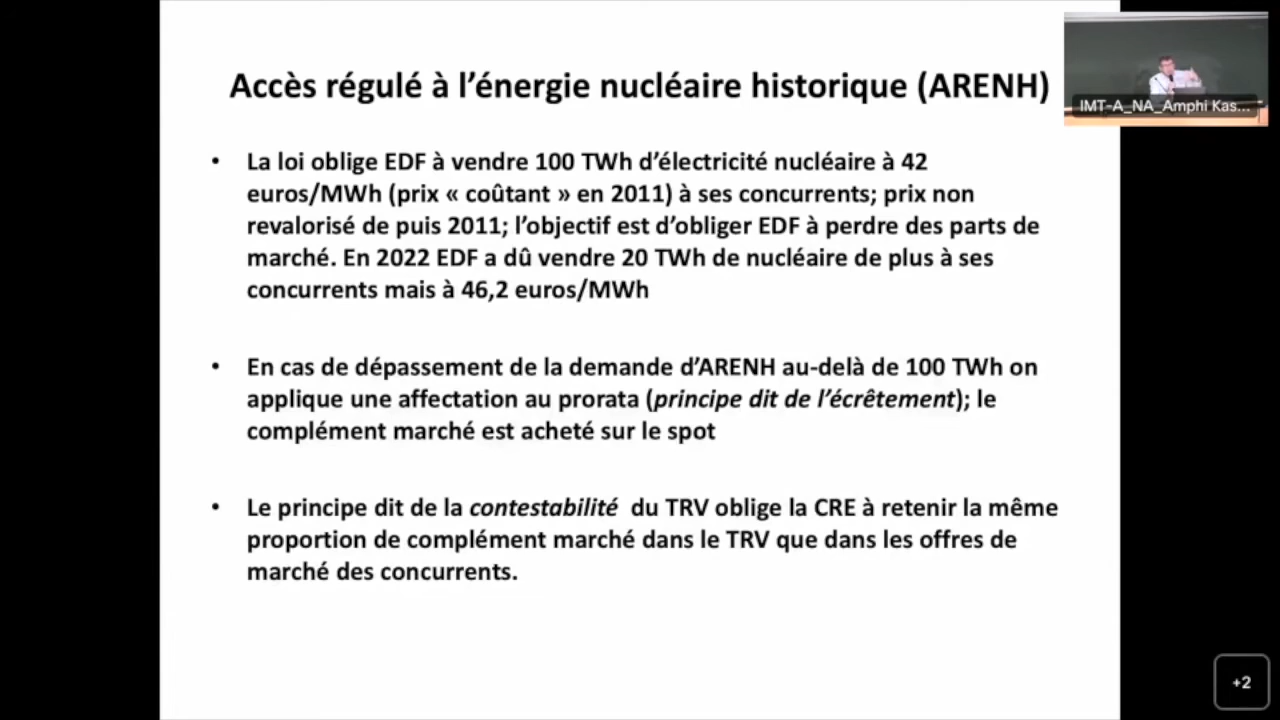 Accès régulé à l'énergie nucléaire historique (ARENH)
IMT-A_NA_Amphi Kas...
• La loi oblige EDF à vendre 100 TWh d'électricité nucléaire à 42
euros/MWh (prix « coûtant » en 2011) à ses concurrents; prix non
revalorisé de puis 2011; l'objectif est d'obliger EDF à perdre des parts de
marché. En 2022 EDF a dû vendre 20 TWh de nucléaire de plus à ses
concurrents mais à 46,2 euros/MWh
• En cas de dépassement de la demande d'ARENH au-delà de 100 TWh on
applique une affectation au prorata (principe dit de l'écrêtement); le
complément marché est acheté sur le spot
• Le principe dit de la contestabilité du TRV oblige la CRE à retenir la même
proportion de complément marché dans le TRV que dans les offres de
marché des concurrents.
+2